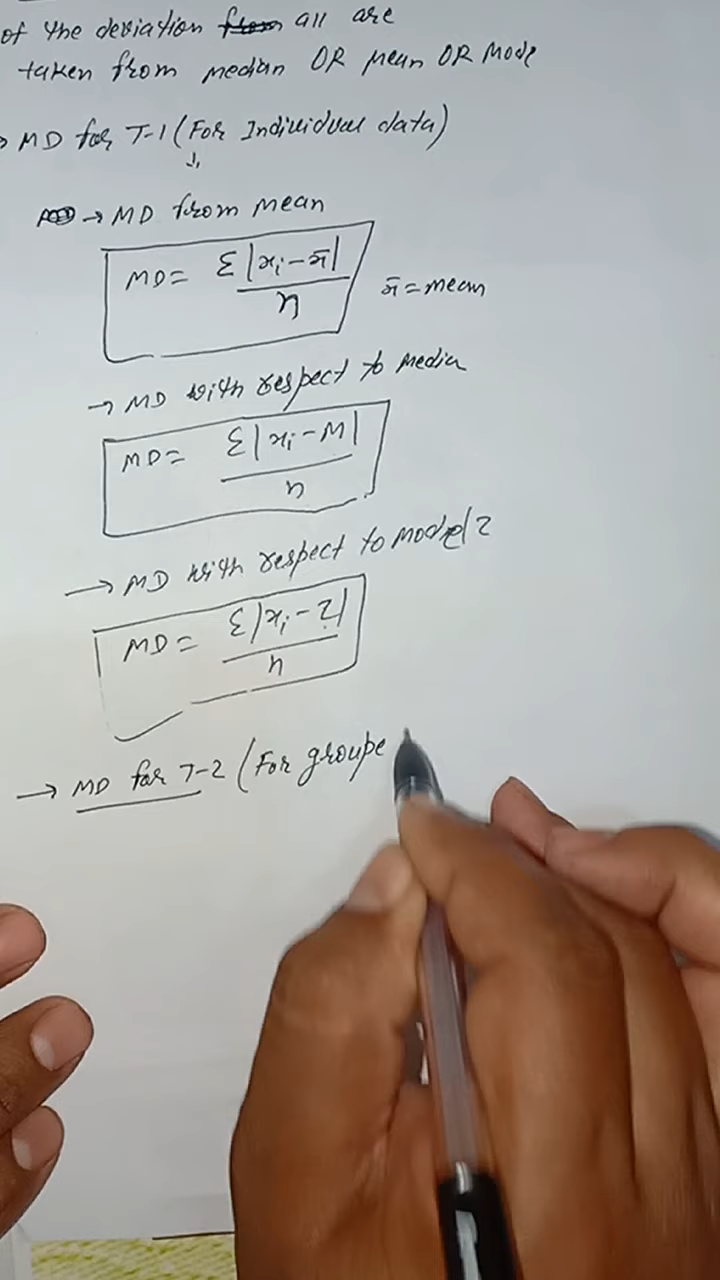 of the deviation all are
taken from median OR mean OR Mode
→ MD for T-1 (For Individual data)
↓
→ MD from mean
MD = Σ|xi - x̄| / n
x̄ = mean
→ MD with respect to media
MD = Σ|xi - M| / n
→ MD with respect to mode/z
MD = Σ|xi - z| / n
→ MD for T-2 (For groupe